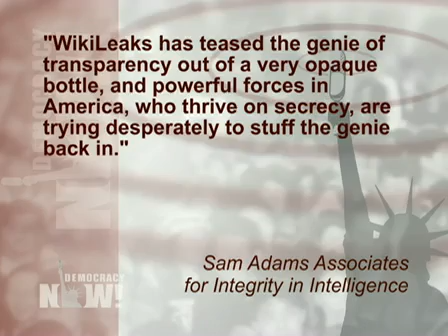 "WikiLeaks has teased the genie of
transparency out of a very opaque
bottle, and powerful forces in
America, who thrive on secrecy, are
trying desperately to stuff the genie
back in."
Sam Adams Associates
for Integrity in Intelligence
DEMOCRACY
NOW!